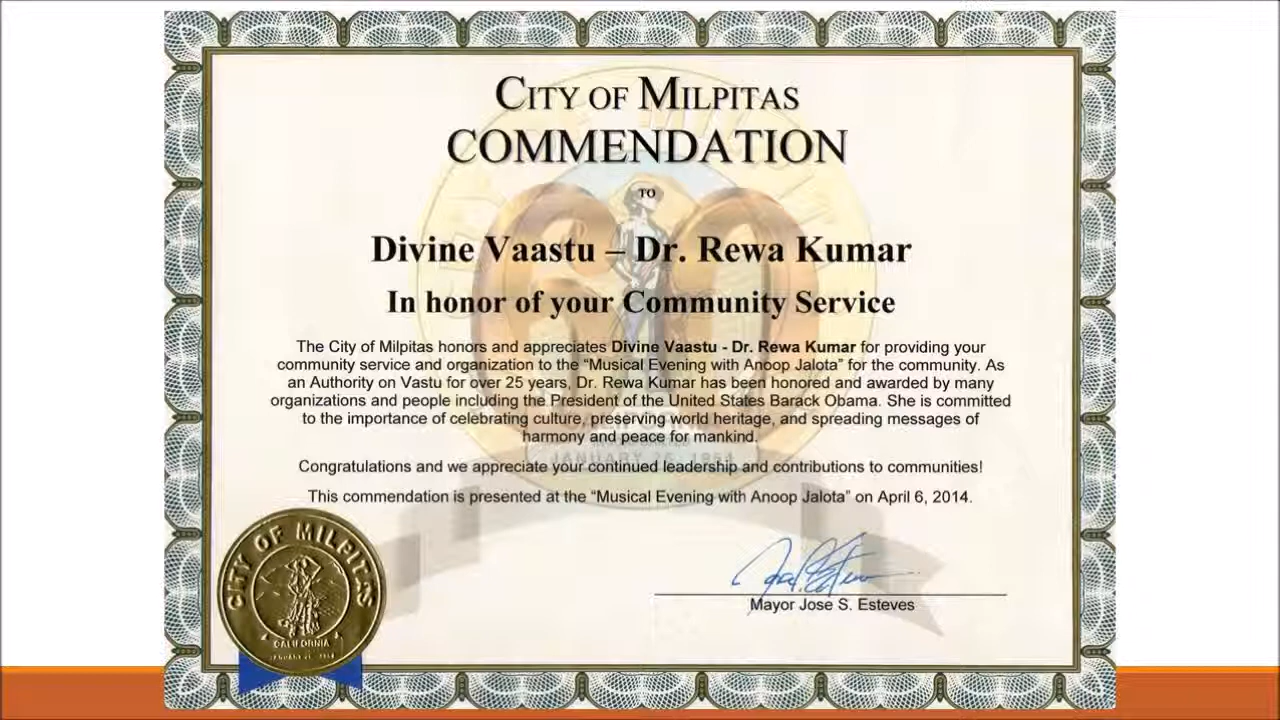 CITY OF MILPITAS
COMMENDATION
TO
Divine Vaastu – Dr. Rewa Kumar
In honor of your Community Service
The City of Milpitas honors and appreciates Divine Vaastu - Dr. Rewa Kumar for providing your
community service and organization to the “Musical Evening with Anoop Jalota” for the community. As
an Authority on Vastu for over 25 years, Dr. Rewa Kumar has been honored and awarded by many
organizations and people including the President of the United States Barack Obama. She is committed
to the importance of celebrating culture, preserving world heritage, and spreading messages of
harmony and peace for mankind.
JANUARY 26, 1954
Congratulations and we appreciate your continued leadership and contributions to communities!
This commendation is presented at the “Musical Evening with Anoop Jalota” on April 6, 2014.
CITY OF MILPITAS
CALIFORNIA
Mayor Jose S. Esteves